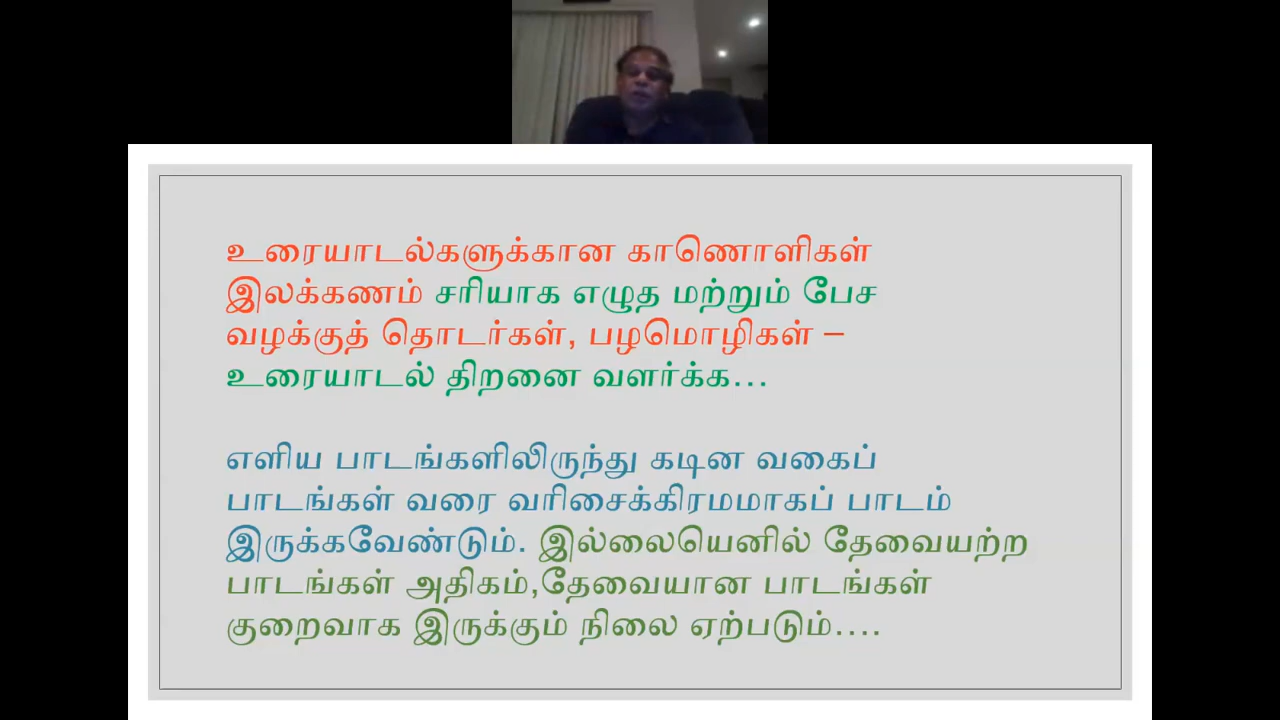 உரையாடல்களுக்கான காணொளிகள்
இலக்கணம் சரியாக எழுத மற்றும் பேச
வழக்குத் தொடர்கள், பழமொழிகள் –
உரையாடல் திறனை வளர்க்க...
எளிய பாடங்களிலிருந்து கடின வகைப்
பாடங்கள் வரை வரிசைக்கிரமமாகப் பாடம்
இருக்கவேண்டும். இல்லையெனில் தேவையற்ற
பாடங்கள் அதிகம்,தேவையான பாடங்கள்
குறைவாக இருக்கும் நிலை ஏற்படும்....